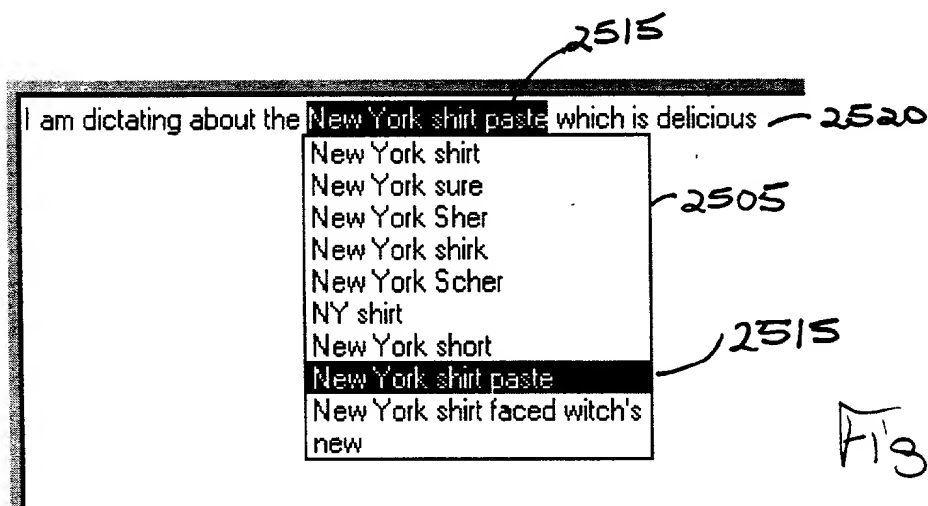 2515
I am dictating about the New York shirt paste which is delicious 2520
New York shirt
New York sure
2505
New York Sher
New York shirk
New York Scher
NY shirt
New York short
2515
New York shirt paste
New York shirt faced witch's
new
Fig